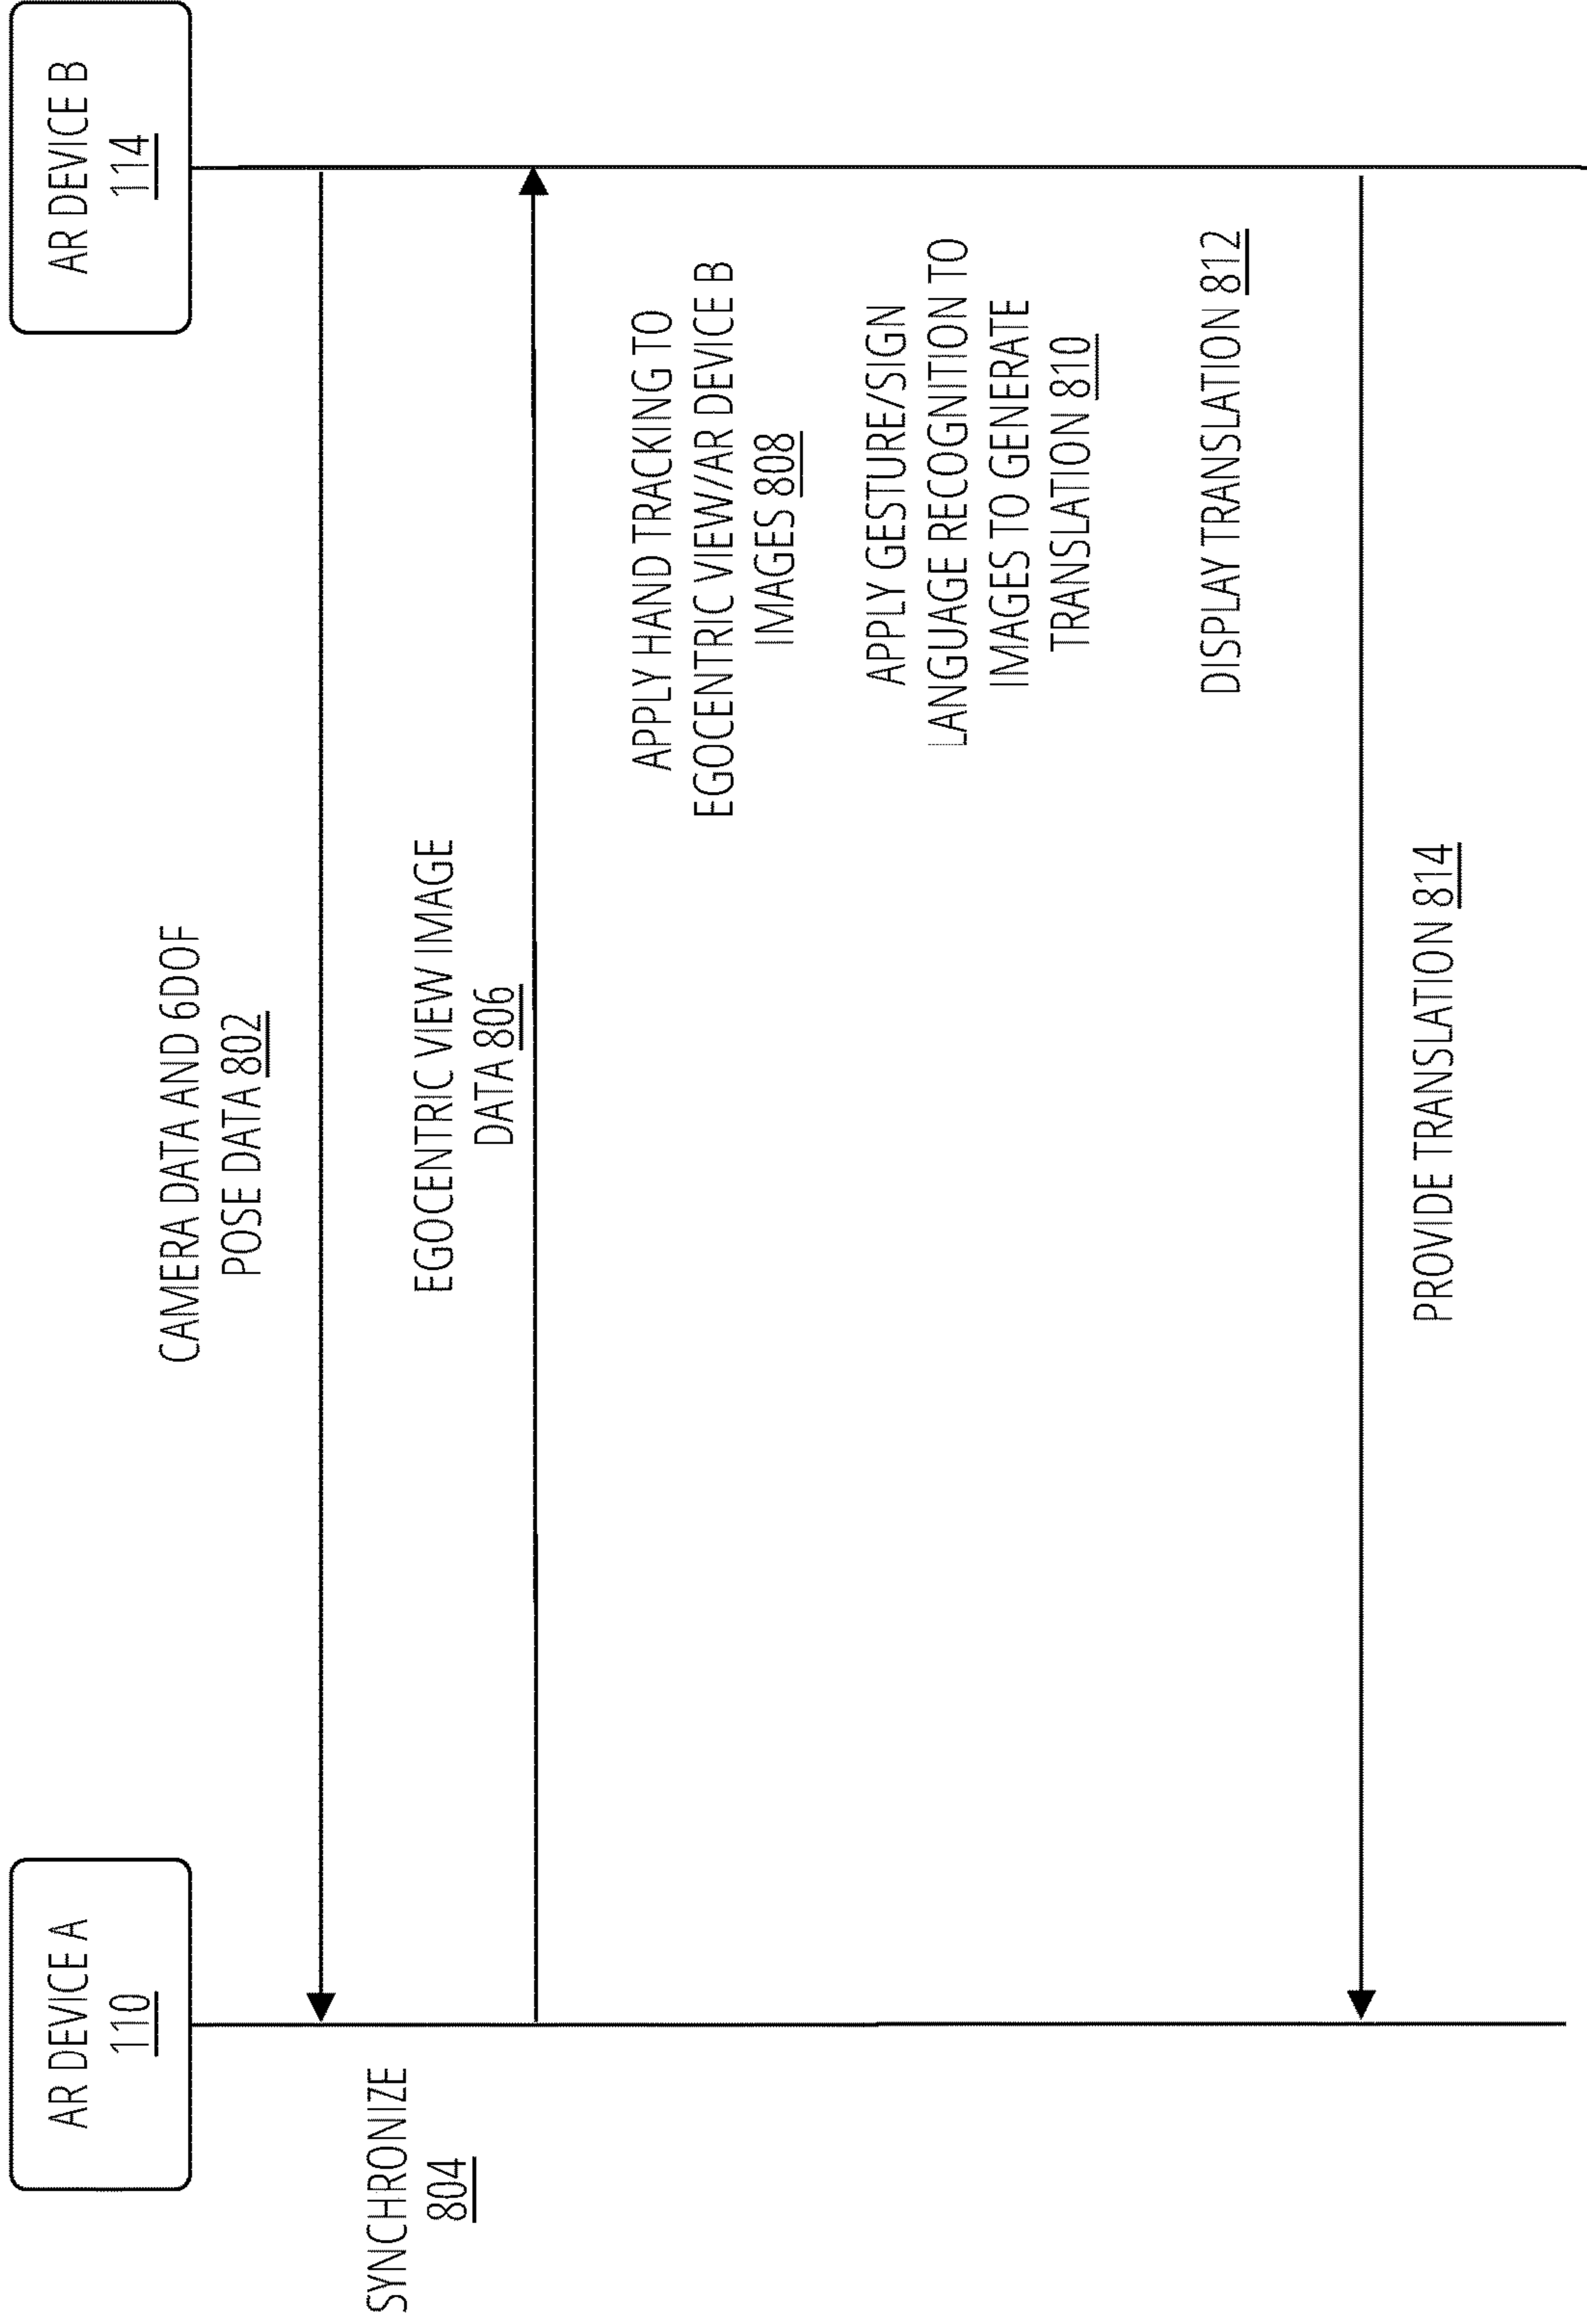 AR DEVICE A
110
AR DEVICE B
114
CAMERA DATA AND 6DOF
POSE DATA 802
SYNCHRONIZE
804
EGOCENTRIC VIEW IMAGE
DATA 806
APPLY HAND TRACKING TO
EGOCENTRIC VIEW/AR DEVICE B
IMAGES 808
APPLY GESTURE/SIGN
LANGUAGE RECOGNITION TO
IMAGES TO GENERATE
TRANSLATION 810
DISPLAY TRANSLATION 812
PROVIDE TRANSLATION 814